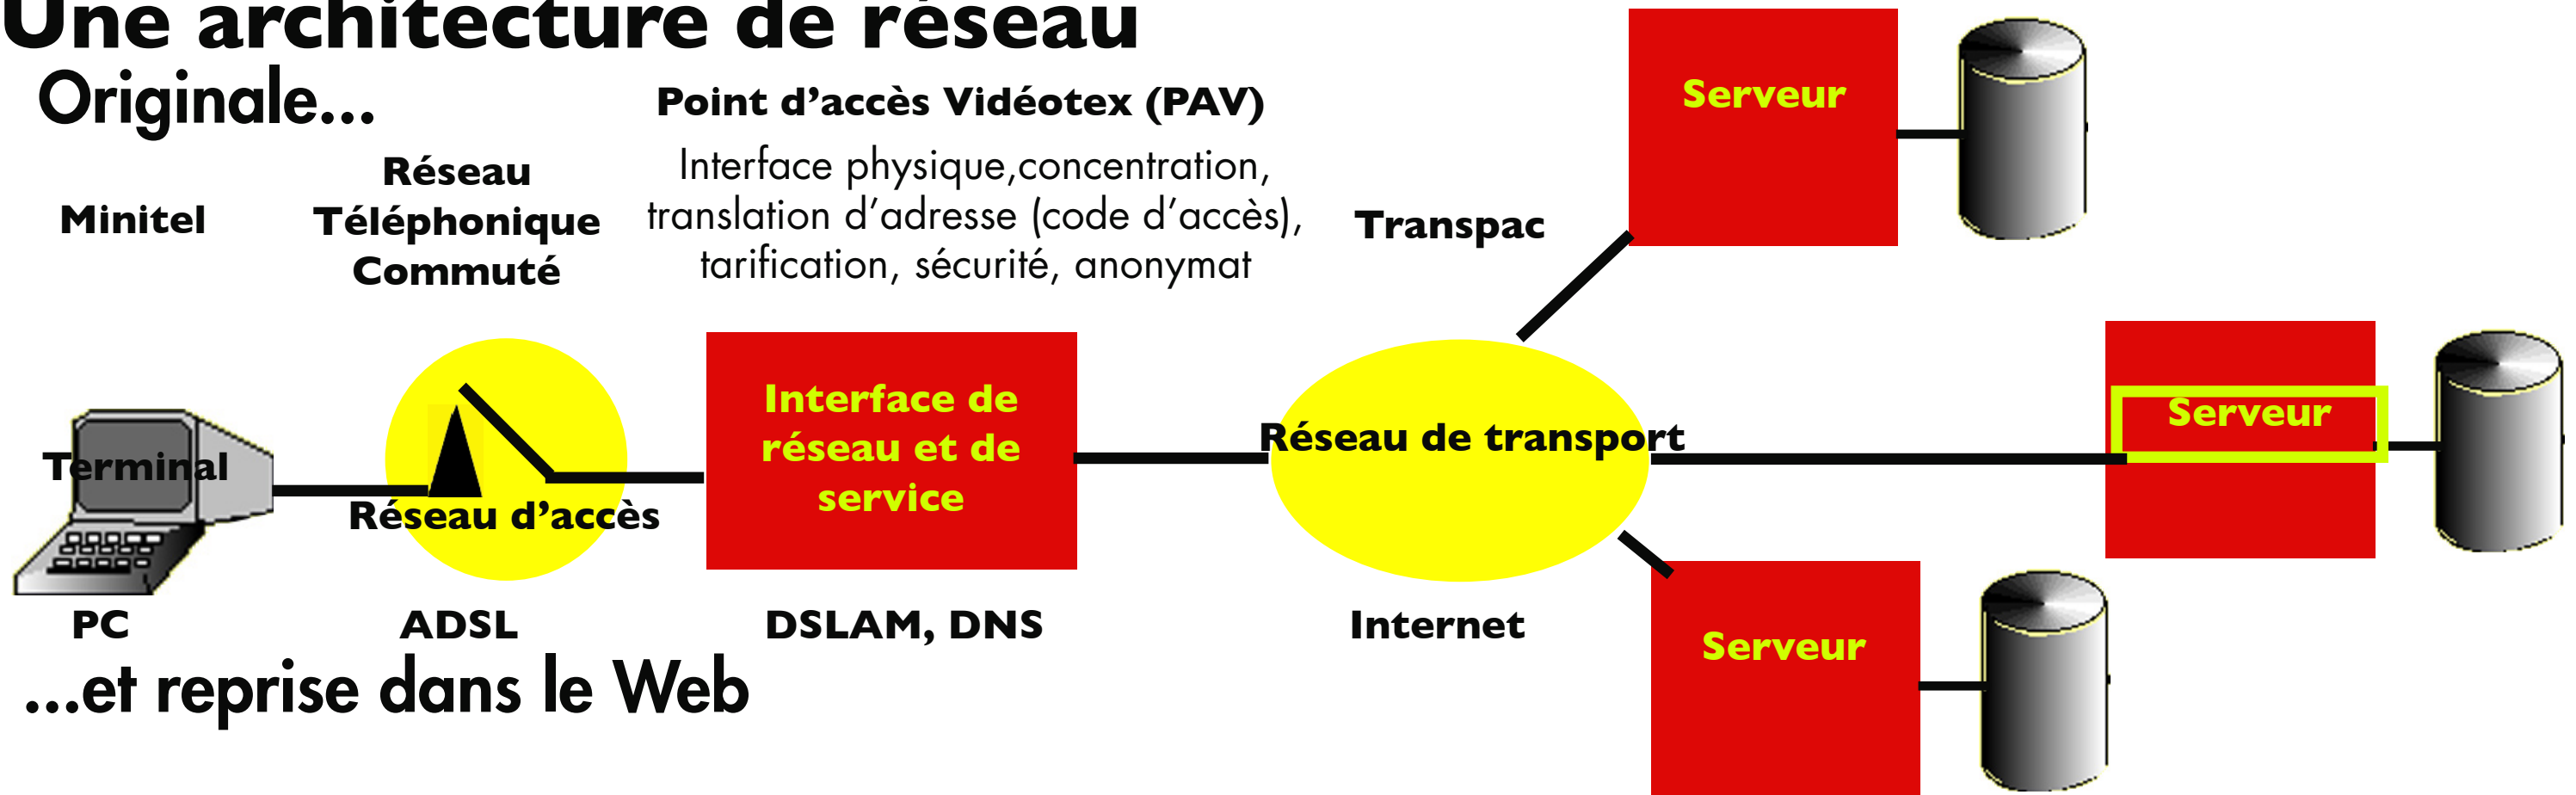 Une architecture de réseau
Originale...
Point d’accès Vidéotex (PAV)
Interface physique,concentration,
translation d’adresse (code d’accès),
tarification, sécurité, anonymat
Minitel
Réseau
Téléphonique
Commuté
Transpac
Serveur
Terminal
Réseau d’accès
Interface de
réseau et de
service
Réseau de transport
Serveur
PC
ADSL
DSLAM, DNS
Internet
Serveur
...et reprise dans le Web